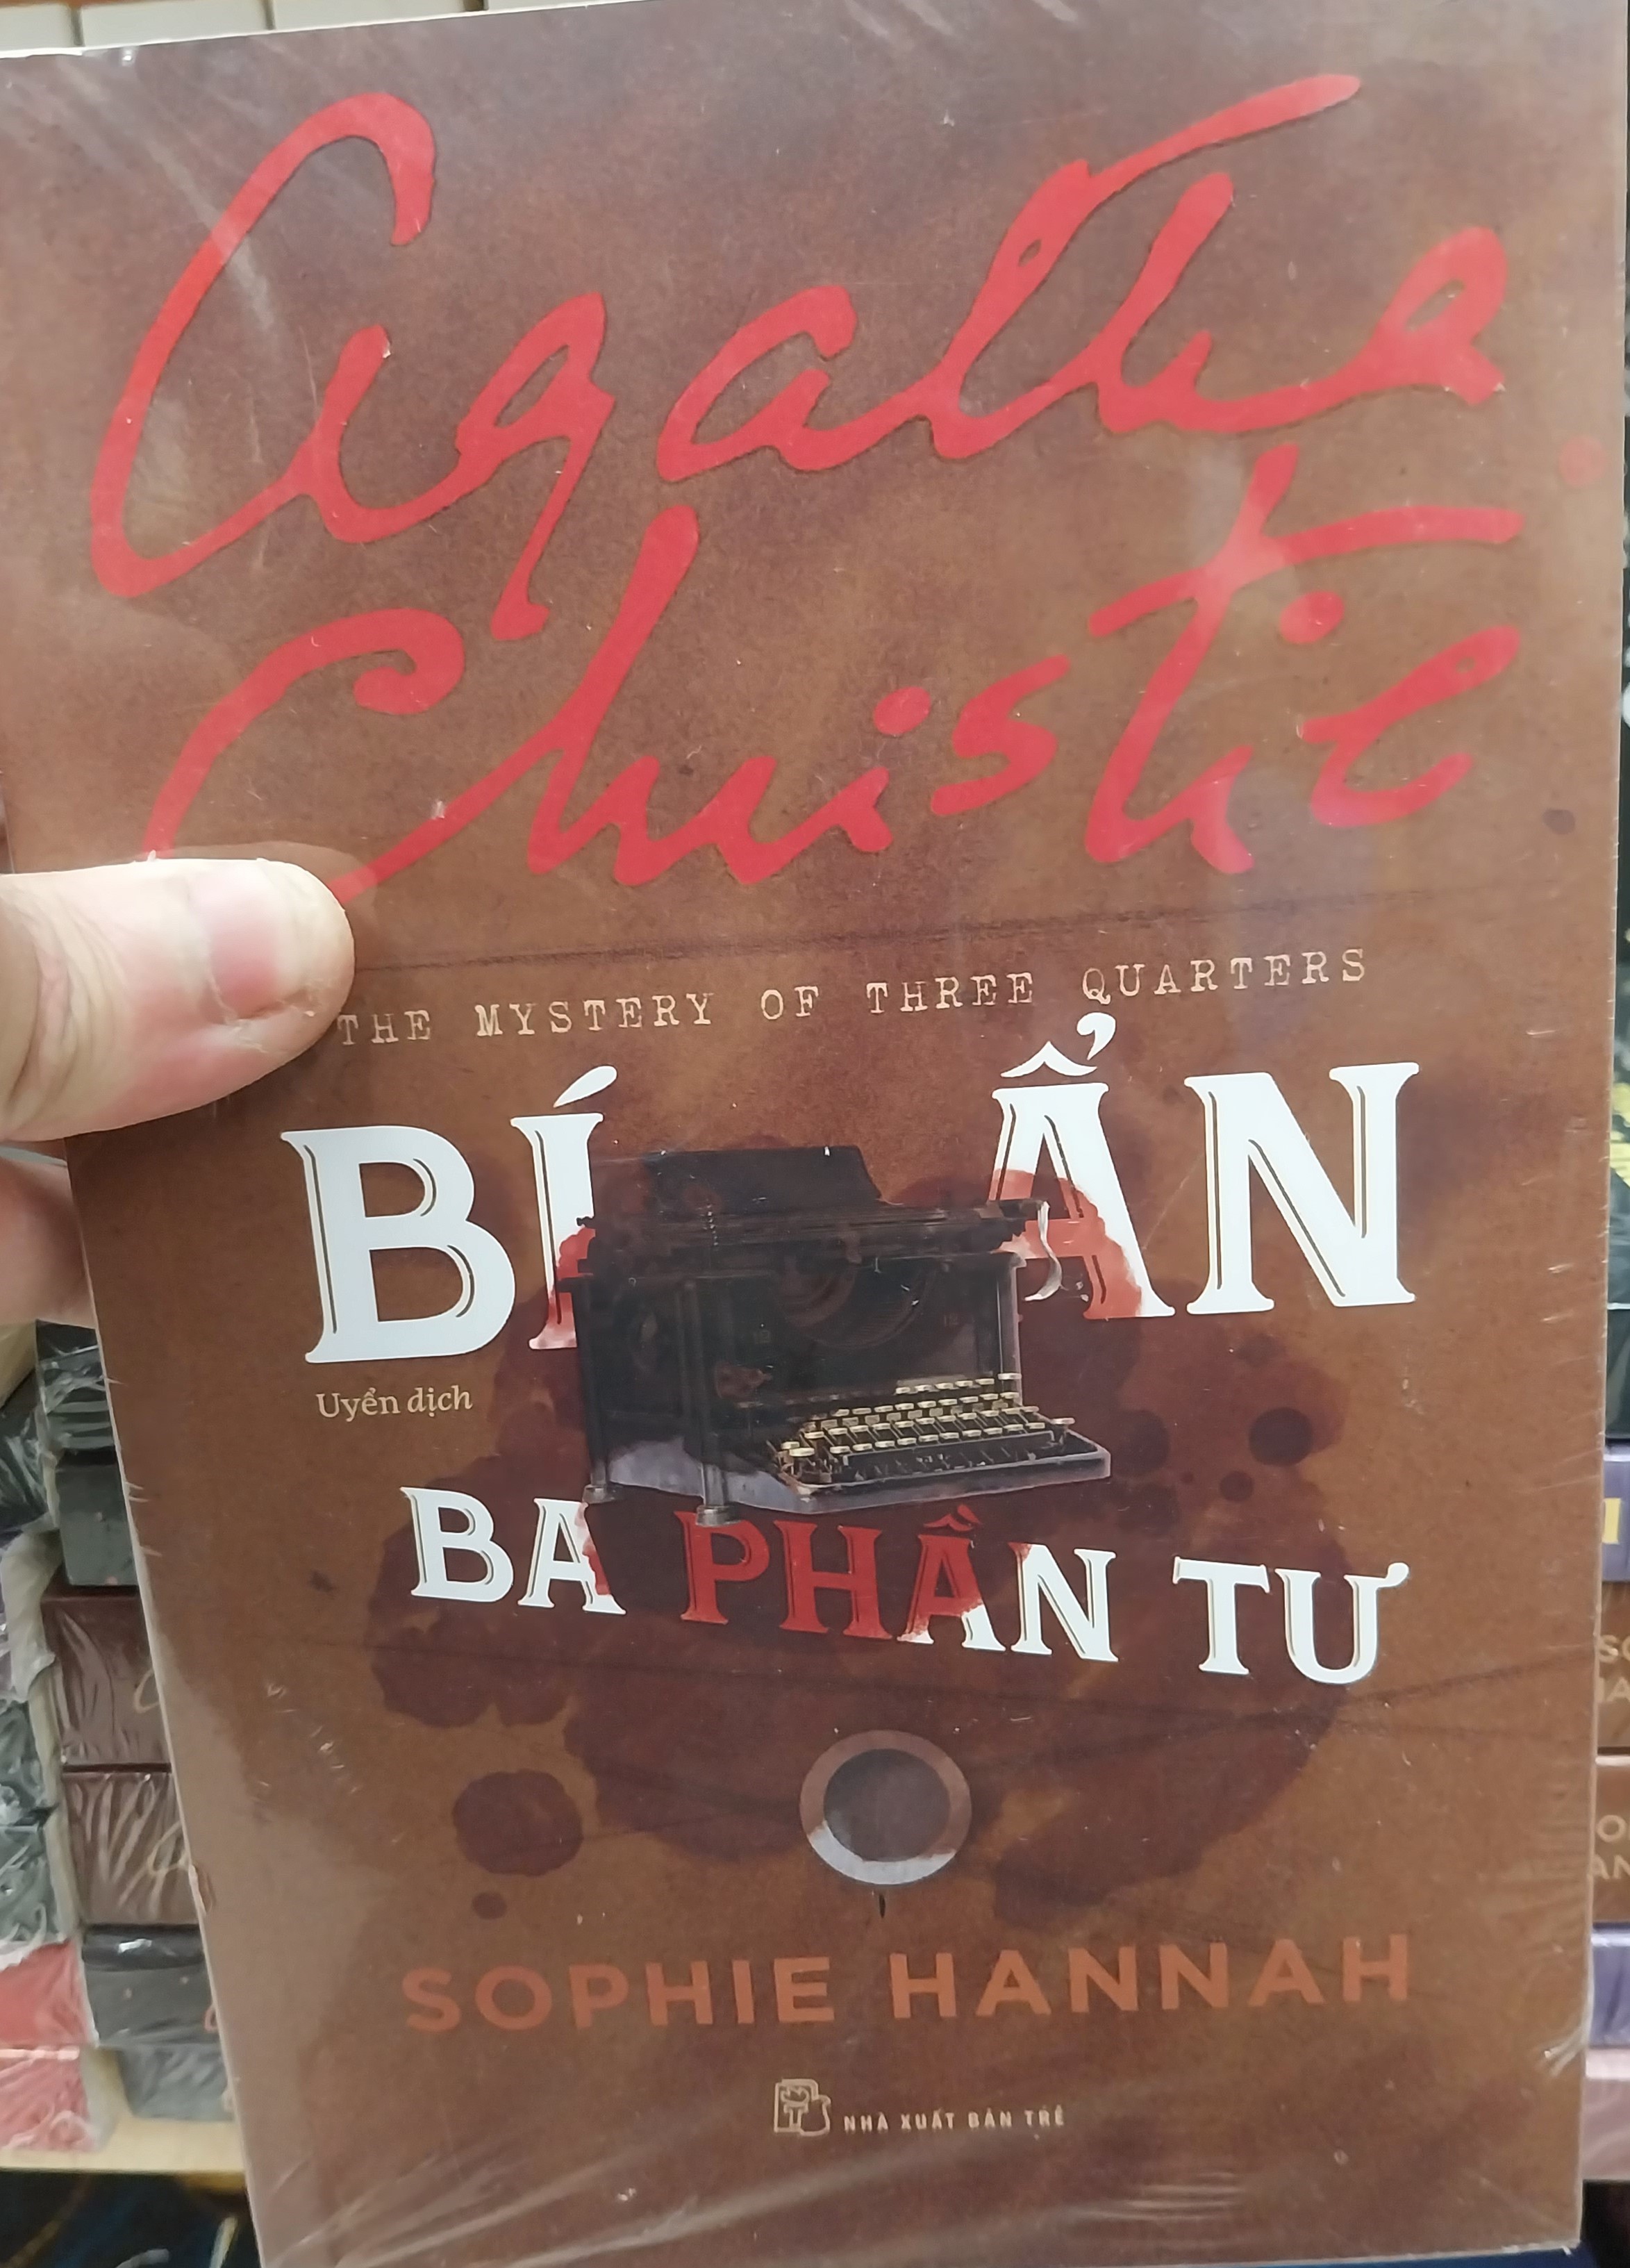 Agatha
Christie
THE MYSTERY OF THREE QUARTERS
BÍ ẨN
Uyển dịch
BA PHẦN TƯ
SOPHIE HANNAH
NHÀ XUẤT BẢN TRẺ